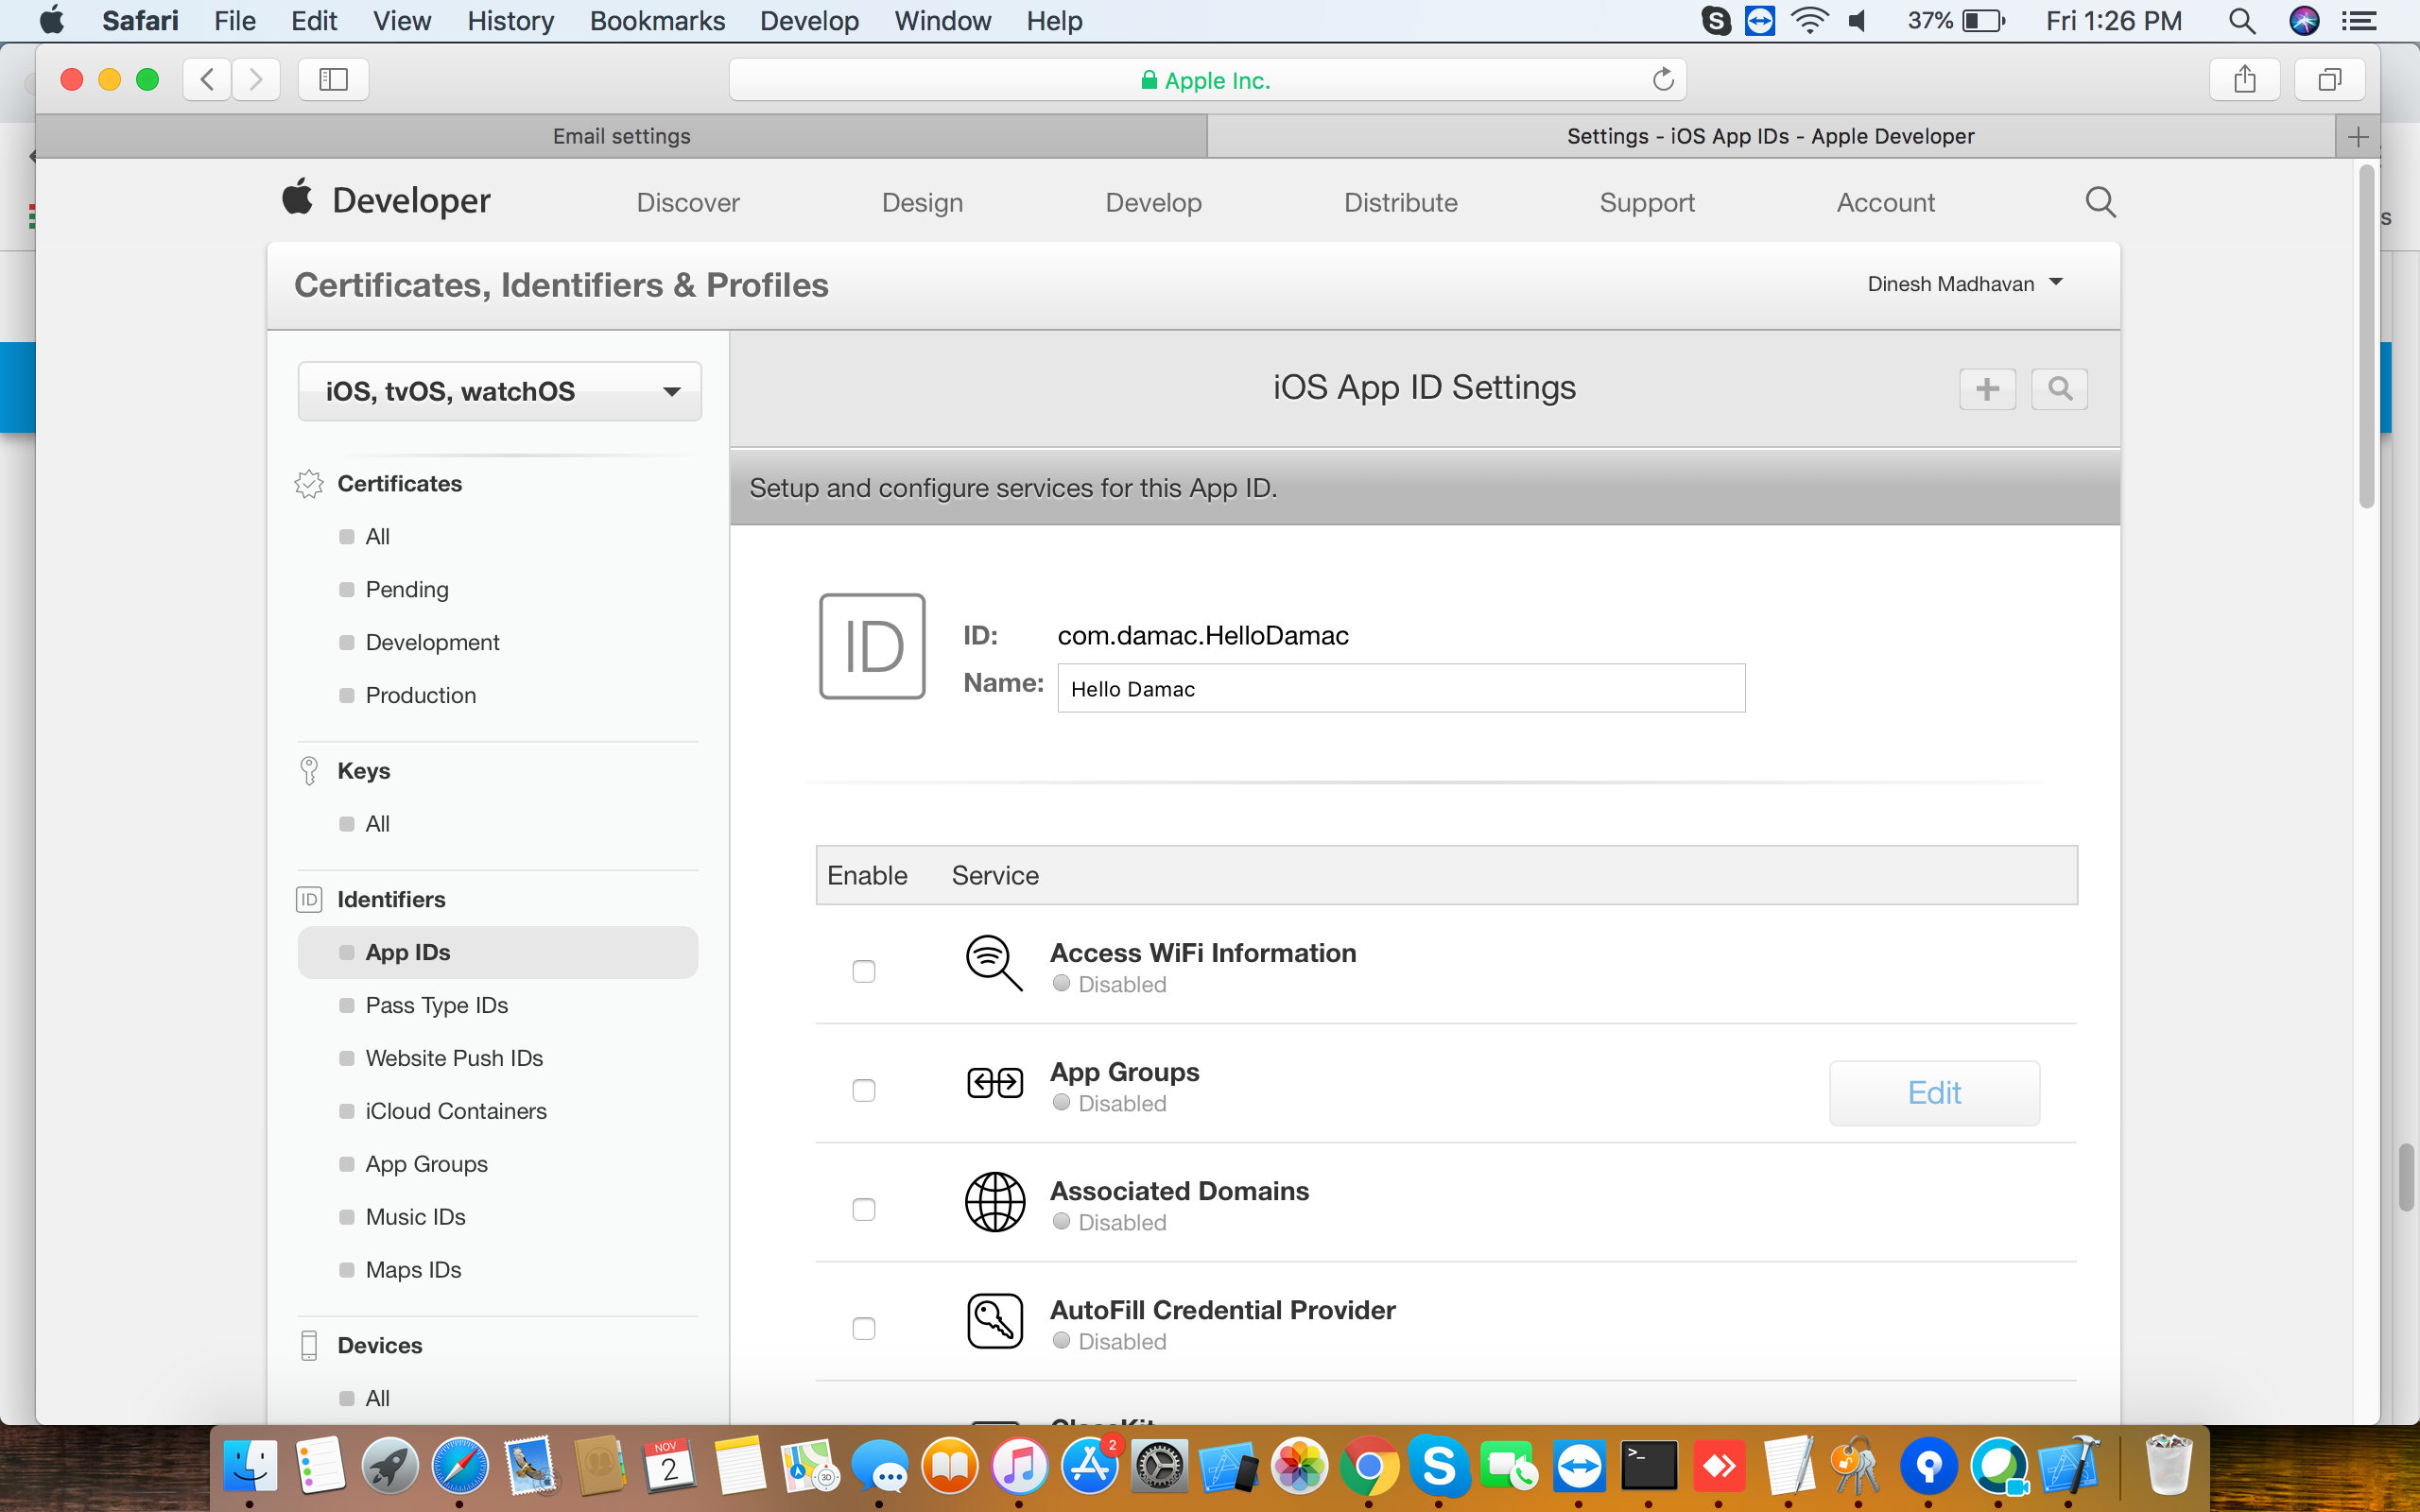 Safari File Edit View History Bookmarks Develop Window Help 37% Fri 1:26 PM
Apple Inc.
Email settings
Settings - iOS App IDs - Apple Developer
Developer Discover Design Develop Distribute Support Account
Certificates, Identifiers & Profiles
Dinesh Madhavan
iOS, tvOS, watchOS
iOS App ID Settings
Certificates
All
Pending
Development
Production
Keys
All
ID Identifiers
App IDs
Pass Type IDs
Website Push IDs
iCloud Containers
App Groups
Music IDs
Maps IDs
Devices
All
Setup and configure services for this App ID.
ID
ID: com.damac.HelloDamac
Name: Hello Damac
Enable Service
Access WiFi Information
Disabled
App Groups
Disabled
Edit
Associated Domains
Disabled
AutoFill Credential Provider
Disabled
s
NOV
2
3D
2